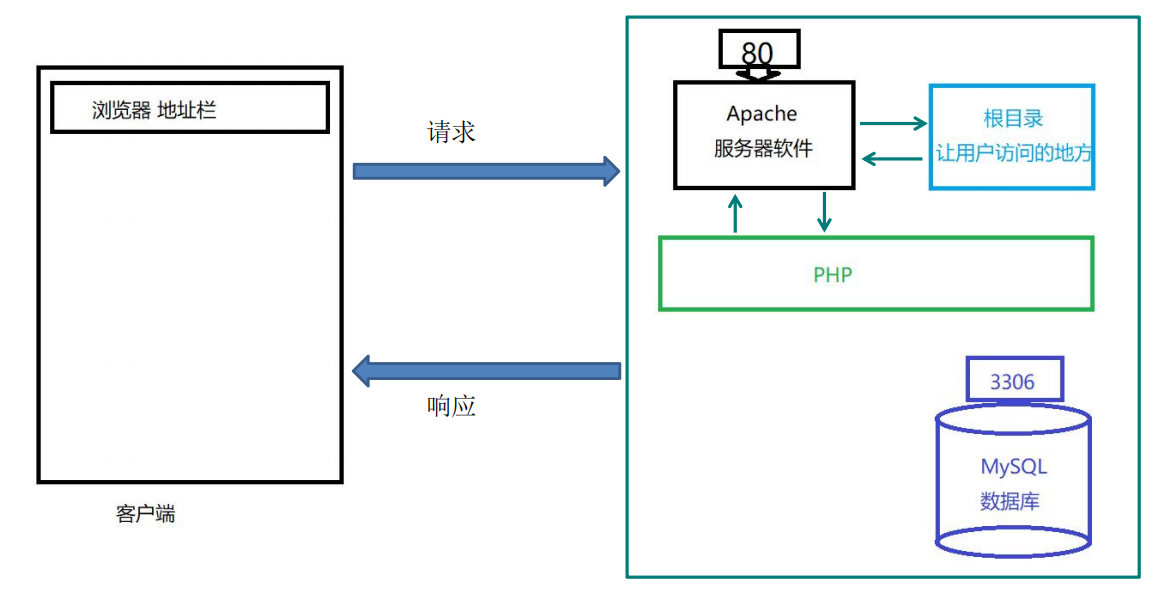 浏览器 地址栏
客户端
请求
响应
80
Apache
服务器软件
根目录
让用户访问的地方
PHP
3306
MySQL
数据库